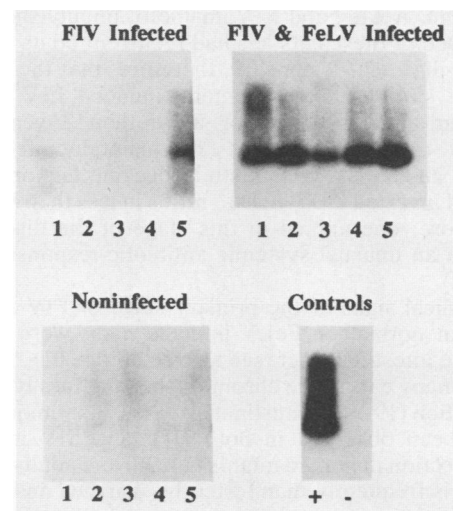 FIV Infected
FIV & FeLV Infected
1 2 3 4 5
1 2 3 4 5
Noninfected
Controls
1 2 3 4 5
+ -